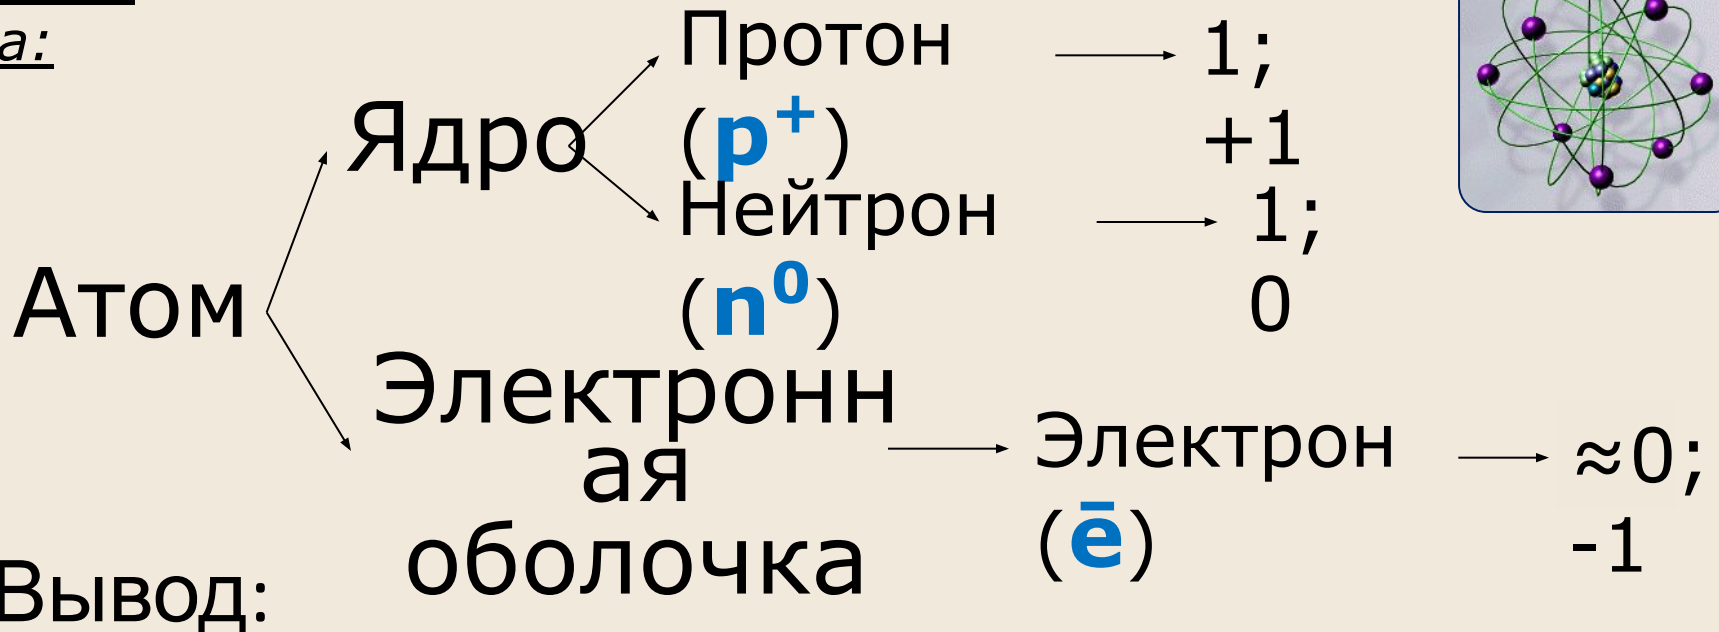 а:
Протон
1;
Ядро
(p⁺)
+1
Нейтрон
1;
Атом
(n⁰)
0
Электронн
ая
оболочка
Электрон
≈0;
(ē)
-1
Вывод: